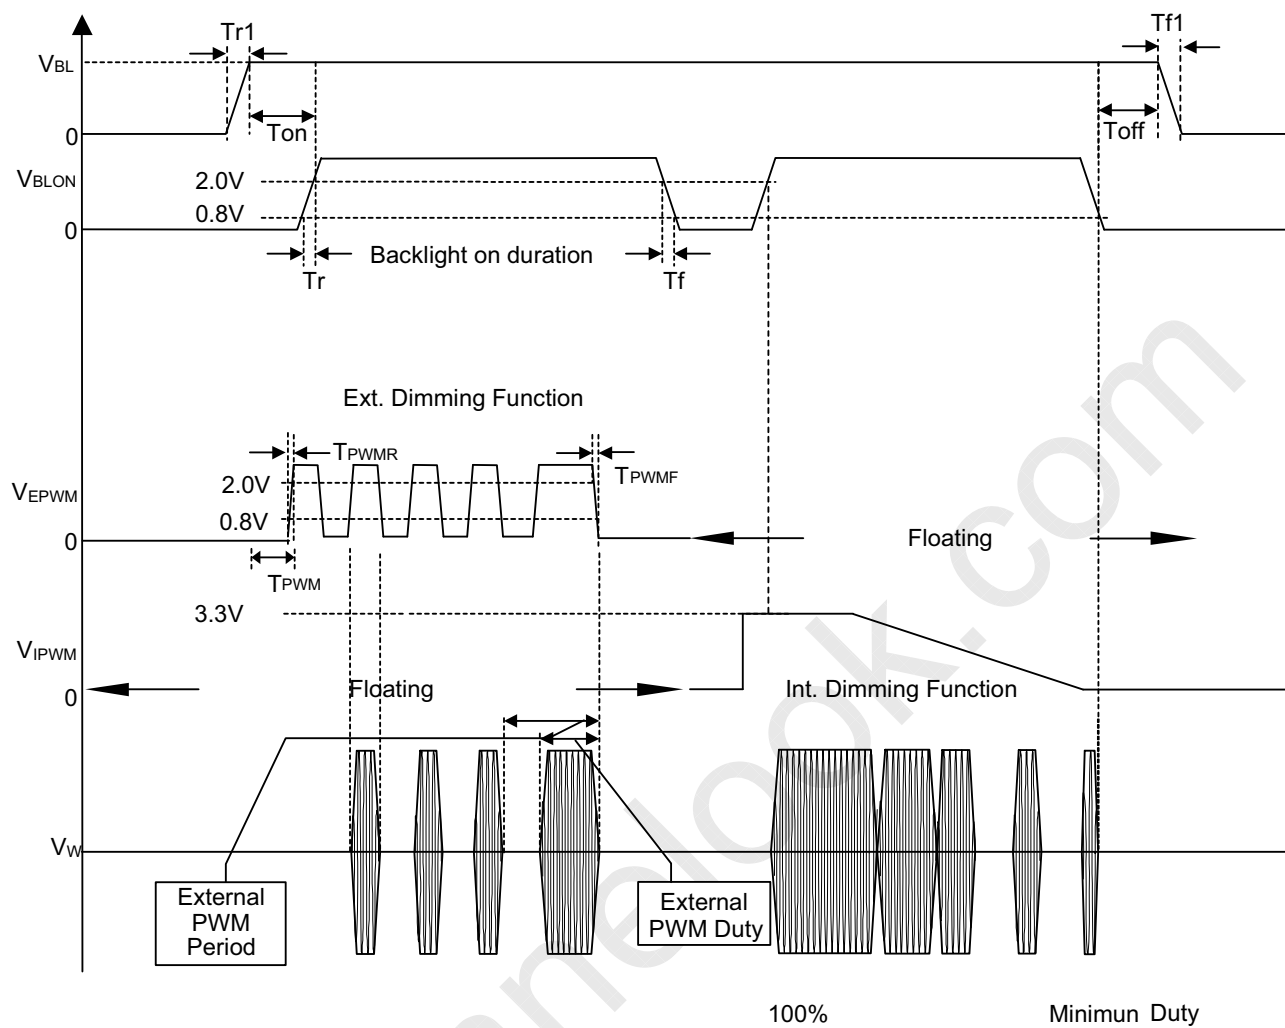 Tr1
Tf1
VBL
0
Ton
Toff
VBLON
2.0V
0.8V
0
Backlight on duration
Tr
Tf
Ext. Dimming Function
TPWMR
TPWMF
VEPWM
2.0V
0.8V
0
Floating
TPWM
3.3V
VIPWM
0
Floating
Int. Dimming Function
VW
External
PWM
Period
External
PWM Duty
100%
Minimun Duty